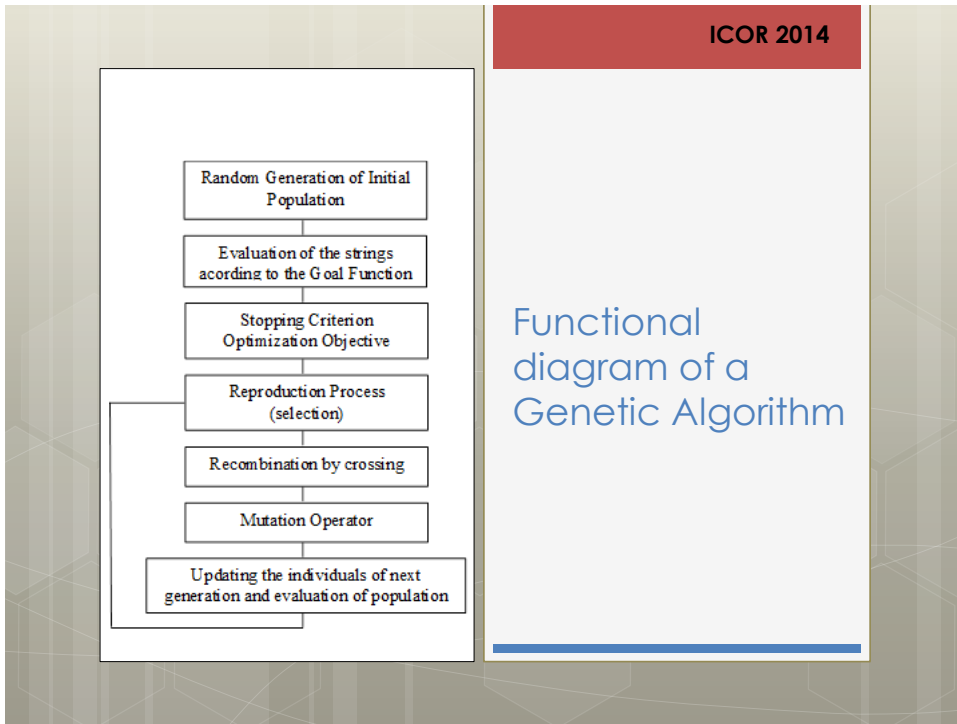 ICOR 2014
Random Generation of Initial
Population
Evaluation of the strings
acording to the Goal Function
Stopping Criterion
Optimization Objective
Reproduction Process
(selection)
Recombination by crossing
Mutation Operator
Updating the individuals of next
generation and evaluation of population
Functional
diagram of a
Genetic Algorithm